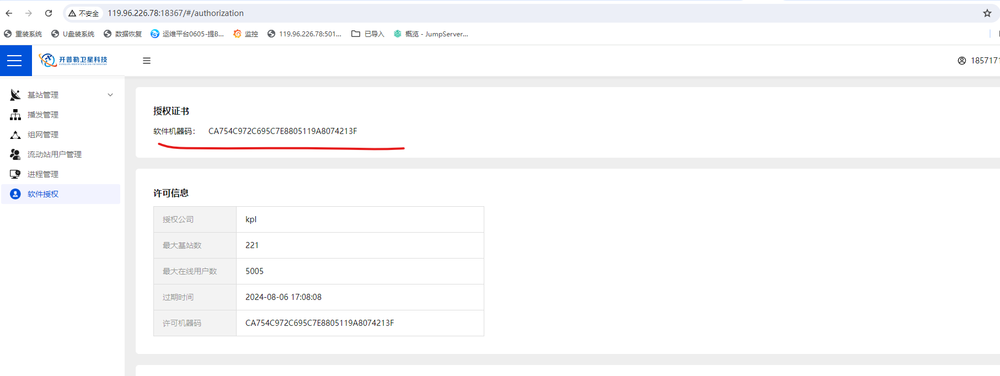 不安全 119.96.226.78:18367/#/authorization
重装系统 U盘装系统 数据恢复 运维平台0605-提B... 监控 119.96.226.78:501... 已导入 概览 - JumpServer...
开普勒卫星科技
185717
基站管理
播发管理
组网管理
流动站用户管理
进程管理
软件授权
授权证书
软件机器码： CA754C972C695C7E8805119A8074213F
许可信息
授权公司 kpl
最大基站数 221
最大在线用户数 5005
过期时间 2024-08-06 17:08:08
许可机器码 CA754C972C695C7E8805119A8074213F